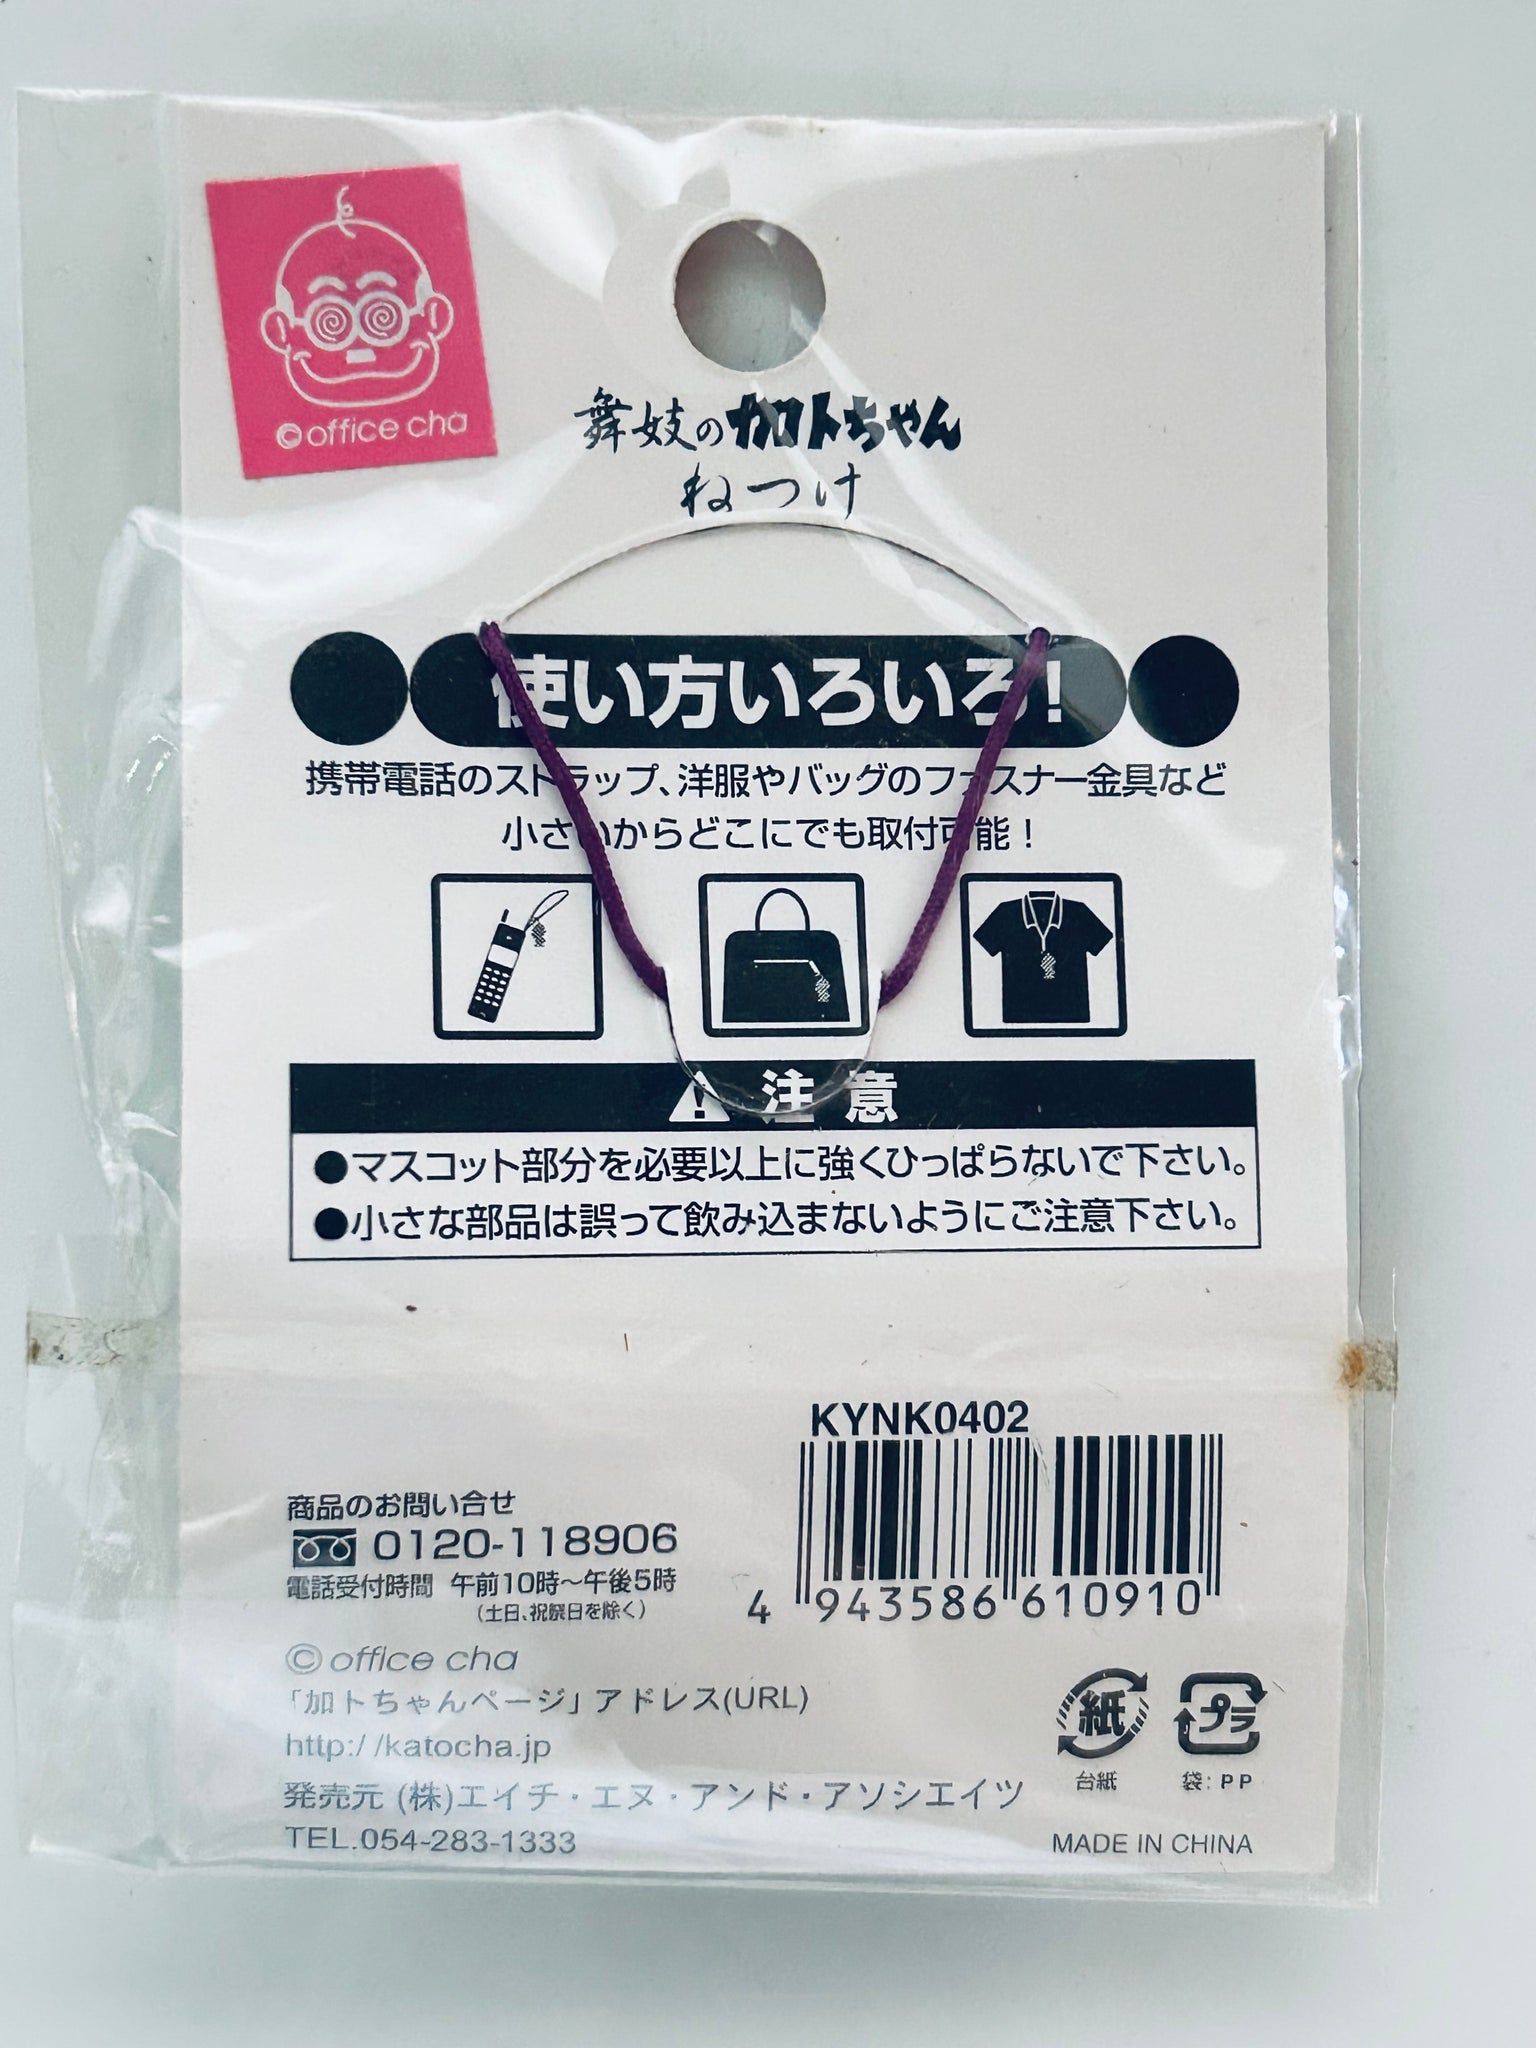 ©office cha
舞妓のカトちゃん
ねつけ
使い方いろいろ!
携帯電話のストラップ、洋服やバッグのファスナー金具など
小さいからどこにでも取付可能!
注意
●マスコット部分を必要以上に強くひっぱらないで下さい。
●小さな部品は誤って飲み込まないようにご注意下さい。
KYNK0402
商品のお問い合せ
0120-118906
電話受付時間 午前10時〜午後5時
(土日、祝祭日を除く)
4 943586 610910
©office cha
「加トちゃんページ」アドレス(URL)
http://katocha.jp
発売元 (株)エイチ・エヌ・アンド・アソシエイツ
TEL.054-283-1333
紙
台紙
プラ
袋:PP
MADE IN CHINA